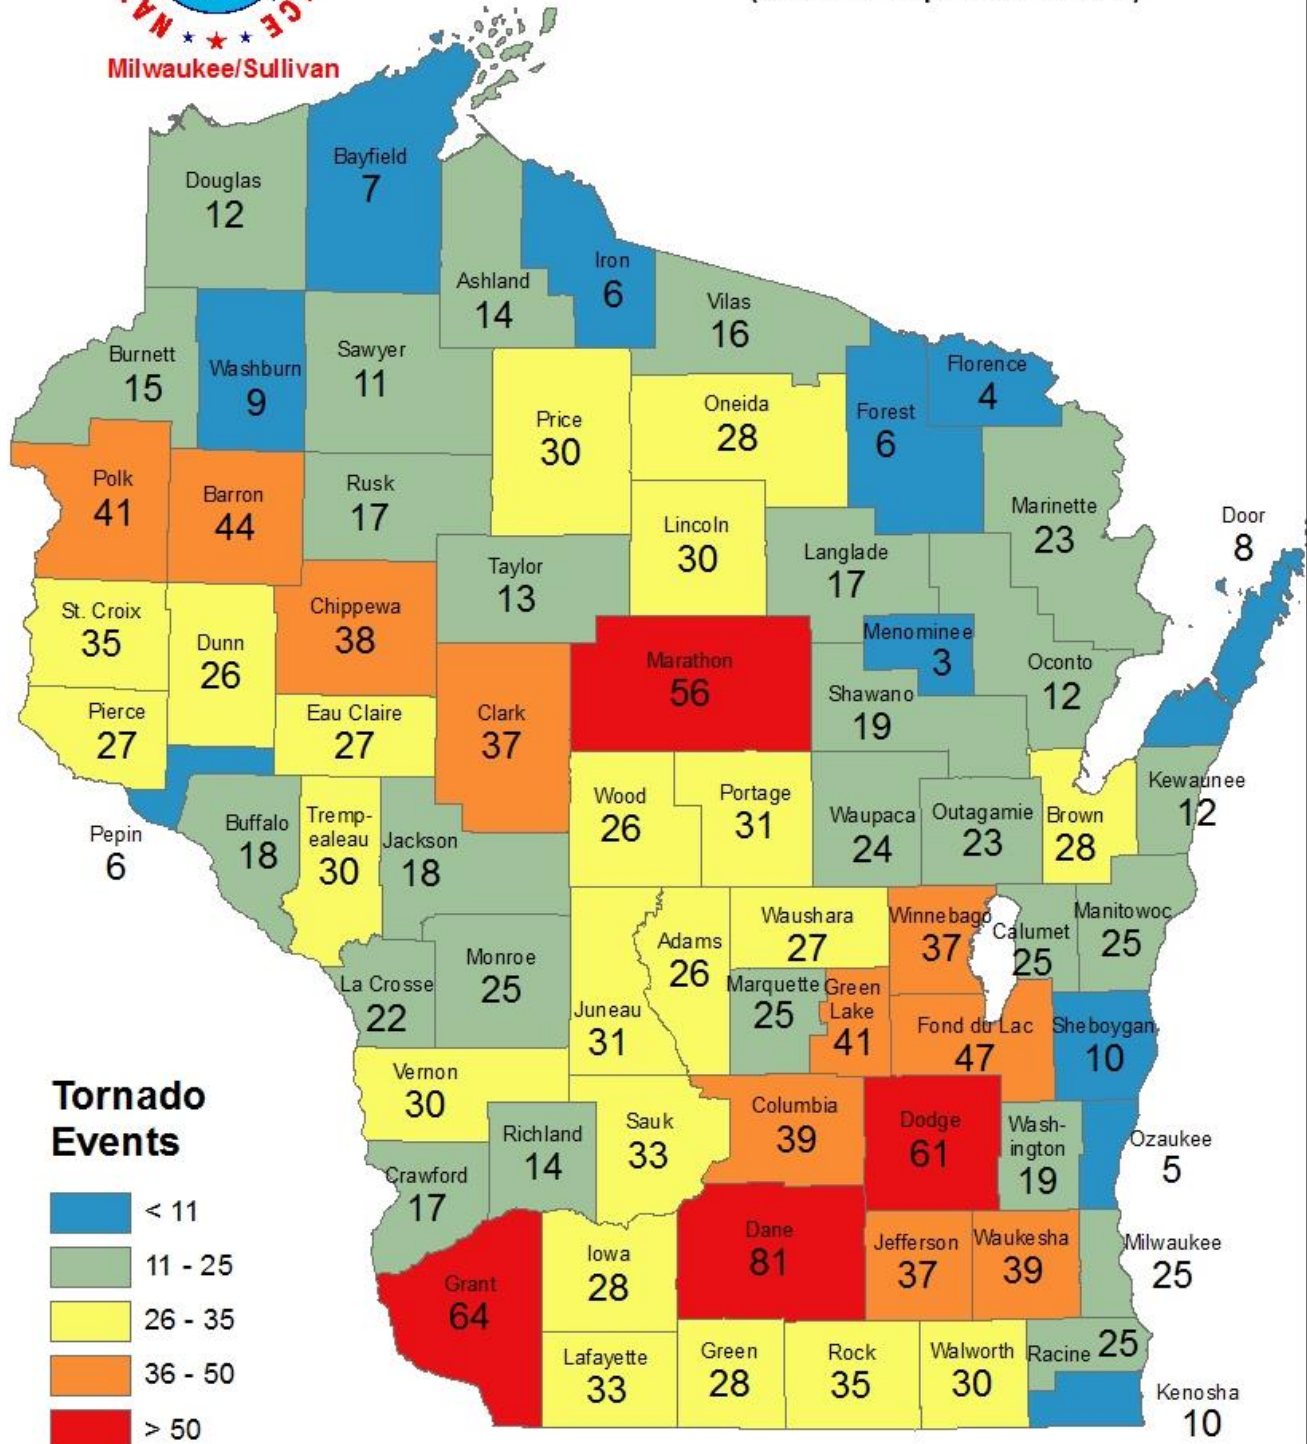 Milwaukee/Sullivan
Douglas
12
Bayfield
7
Ashland
14
Iron
6
Vilas
16
Burnett
15
Washburn
9
Sawyer
11
Price
30
Oneida
28
Forest
6
Florence
4
Polk
41
Barron
44
Rusk
17
Lincoln
30
Langlade
17
Marinette
23
Door
8
Taylor
13
St. Croix
35
Dunn
26
Chippewa
38
Marathon
56
Menominee
3
Oconto
12
Shawano
19
Pierce
27
Eau Claire
27
Clark
37
Pepin
6
Buffalo
18
Tremp-
ealeau
30
Jackson
18
Wood
26
Portage
31
Waupaca
24
Outagamie
23
Brown
28
Kewaunee
12
La Crosse
22
Monroe
25
Juneau
31
Adams
26
Waushara
27
Winnebago
37
Calumet
25
Manitowoc
25
Marquette
25
Green
Lake
41
Fond du Lac
47
Sheboygan
10
Vernon
30
Richland
14
Sauk
33
Columbia
39
Dodge
61
Wash-
ington
19
Ozaukee
5
Crawford
17
Grant
64
Iowa
28
Dane
81
Jefferson
37
Waukesha
39
Milwaukee
25
Lafayette
33
Green
28
Rock
35
Walworth
30
Racine 25
Kenosha
10
Tornado
Events
< 11
11 - 25
26 - 35
36 - 50
> 50